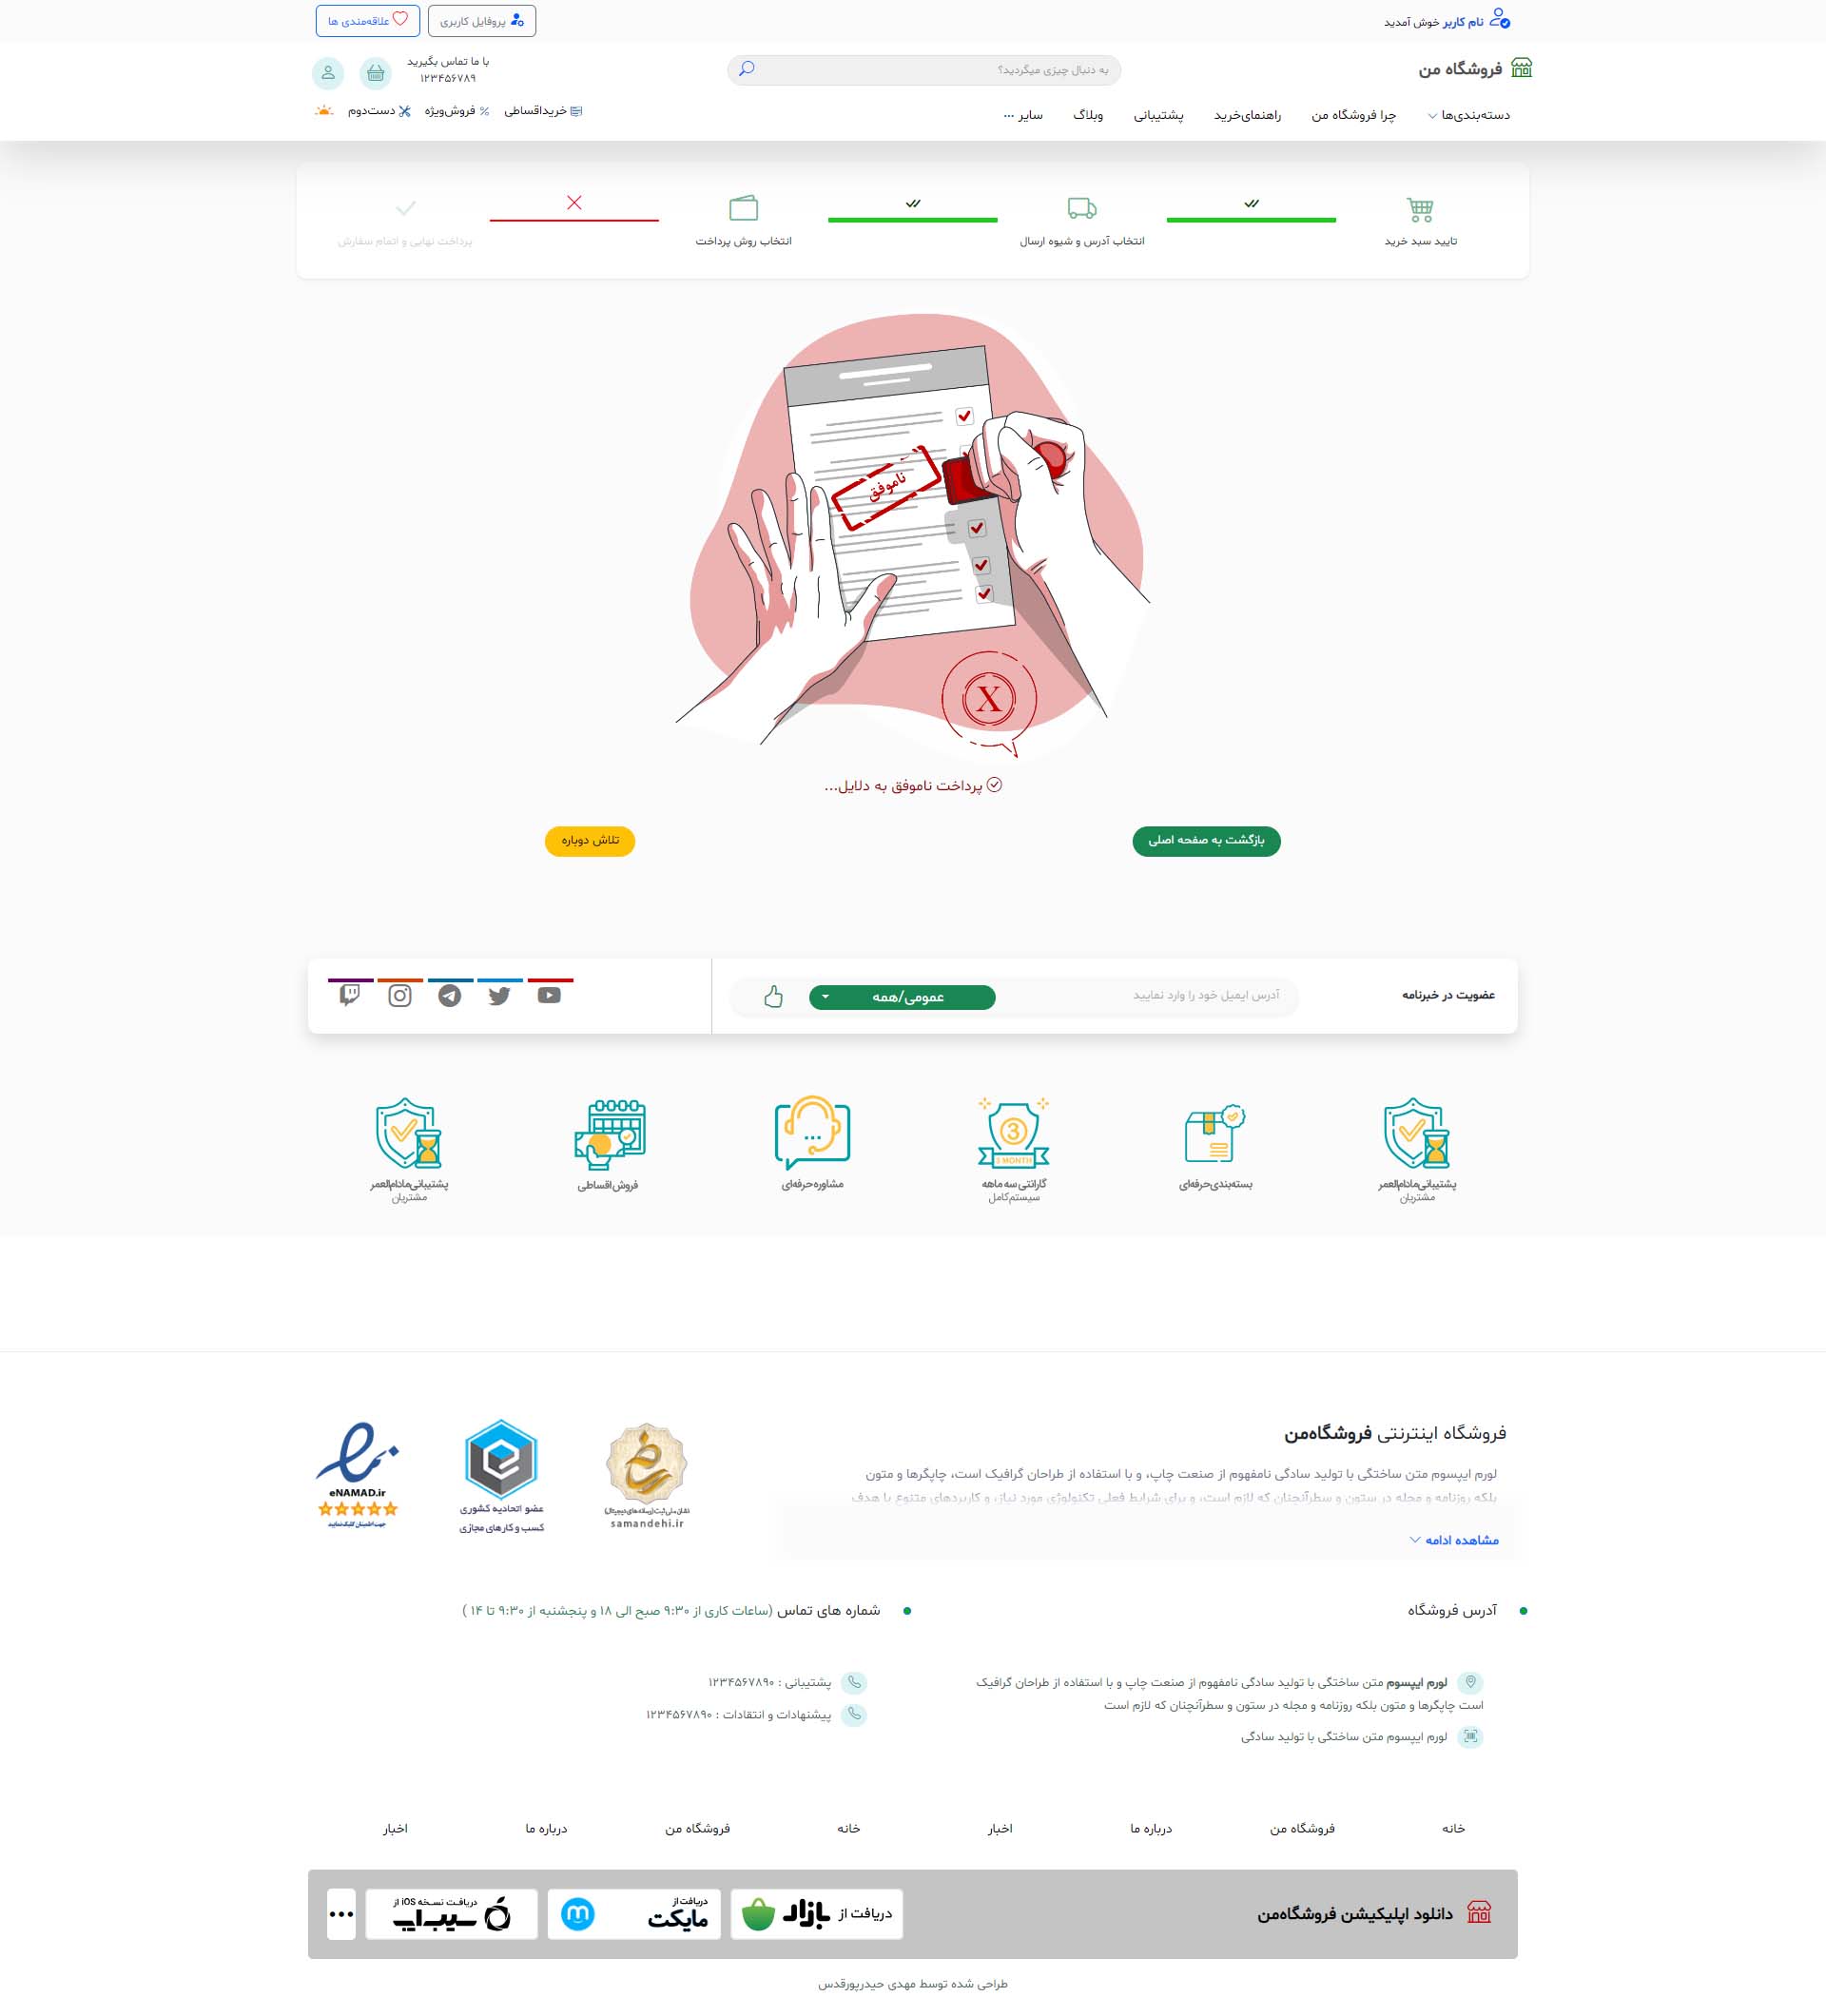 نام کاربر خوش آمدید
پروفایل کاربری
علاقه‌مندی ها
فروشگاه من
به دنبال چیزی میگردید؟
با ما تماس بگیرید
۱۲۳۴۵۶۷۸۹
دسته‌بندی‌ها
چرا فروشگاه من
راهنمای‌خرید
پشتیبانی
وبلاگ
سایر ...
خریداقساطی
فروش‌ویژه
دست‌دوم
تایید سبد خرید
انتخاب آدرس و شیوه ارسال
انتخاب روش پرداخت
پرداخت نهایی و اتمام سفارش
ناموفق
X
پرداخت ناموفق به دلایل...
بازگشت به صفحه اصلی
تلاش دوباره
عضویت در خبرنامه
آدرس ایمیل خود را وارد نمایید
عمومی/همه
پشتیبانی‌مادام‌العمر
مشتریان
بسته‌بندی‌حرفه‌ای
3
3 MONTH
گارانتی سه ماهه
سیستم‌کامل
مشاوره‌حرفه‌ای
فروش‌اقساطی
پشتیبانی‌مادام‌العمر
مشتریان
فروشگاه اینترنتی فروشگاه‌من
لورم ایپسوم متن ساختگی با تولید سادگی نامفهوم از صنعت چاپ، و با استفاده از طراحان گرافیک است، چاپگرها و متون
بلکه روزنامه و مجله در ستون و سطرآنچنان که لازم است، و برای شرایط فعلی تکنولوژی مورد نیاز، و کاربردهای متنوع با هدف
مشاهده ادامه
نشان‌ملی‌ثبت(رسانه‌های‌دیجیتال)
samandehi.ir
عضو اتحادیه کشوری
کسب و کارهای مجازی
eNAMAD.ir
جهت اطمینان کلیک نمایید
آدرس فروشگاه
شماره های تماس (ساعات کاری از ۹:۳۰ صبح الی ۱۸ و پنجشنبه از ۹:۳۰ تا ۱۴ )
لورم ایپسوم متن ساختگی با تولید سادگی نامفهوم از صنعت چاپ و با استفاده از طراحان گرافیک
است چاپگرها و متون بلکه روزنامه و مجله در ستون و سطرآنچنان که لازم است
لورم ایپسوم متن ساختگی با تولید سادگی
پشتیبانی : ۱۲۳۴۵۶۷۸۹۰
پیشنهادات و انتقادات : ۱۲۳۴۵۶۷۸۹۰
خانه
فروشگاه من
درباره ما
اخبار
خانه
فروشگاه من
درباره ما
اخبار
دانلود اپلیکیشن فروشگاه‌من
دریافت از بازار
دریافت از
مایکت
دریافت نسخه iOS از
سیب‌اپ
...
طراحی شده توسط مهدی حیدرپورقدس